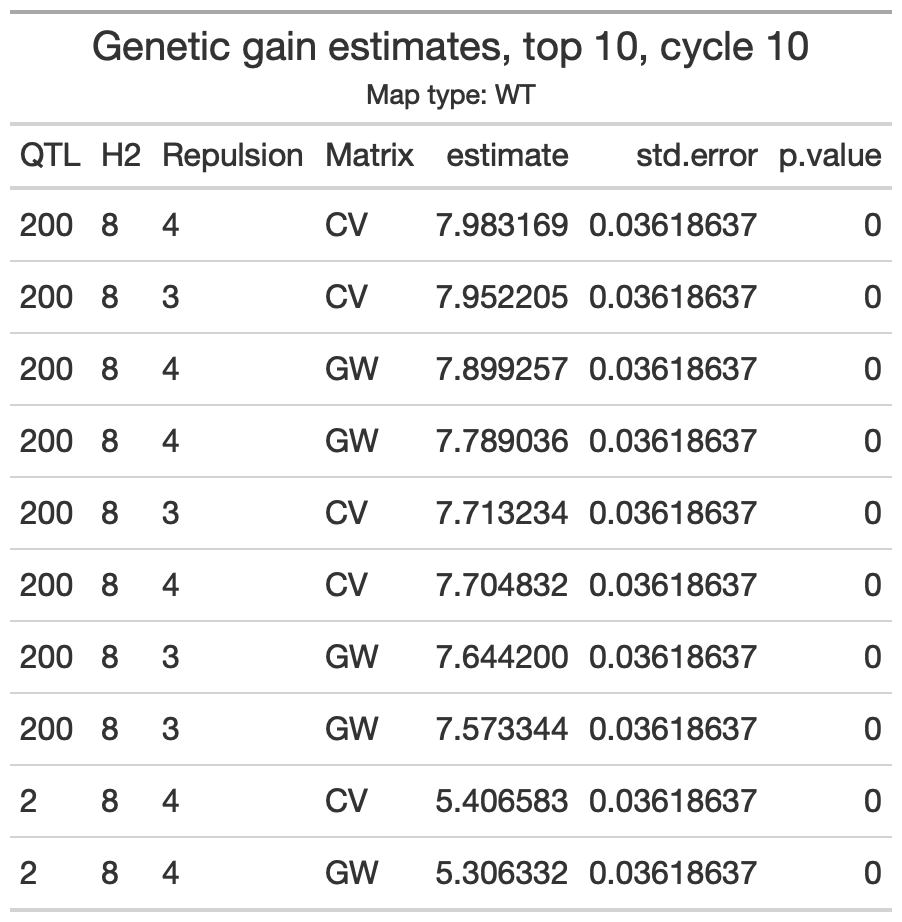 Genetic gain estimates, top 10, cycle 10
Map type: WT
QTL H2 Repulsion Matrix estimate std.error p.value
200 8 4 CV 7.983169 0.03618637 0
200 8 3 CV 7.952205 0.03618637 0
200 8 4 GW 7.899257 0.03618637 0
200 8 4 GW 7.789036 0.03618637 0
200 8 3 CV 7.713234 0.03618637 0
200 8 4 CV 7.704832 0.03618637 0
200 8 3 GW 7.644200 0.03618637 0
200 8 3 GW 7.573344 0.03618637 0
2 8 4 CV 5.406583 0.03618637 0
2 8 4 GW 5.306332 0.03618637 0